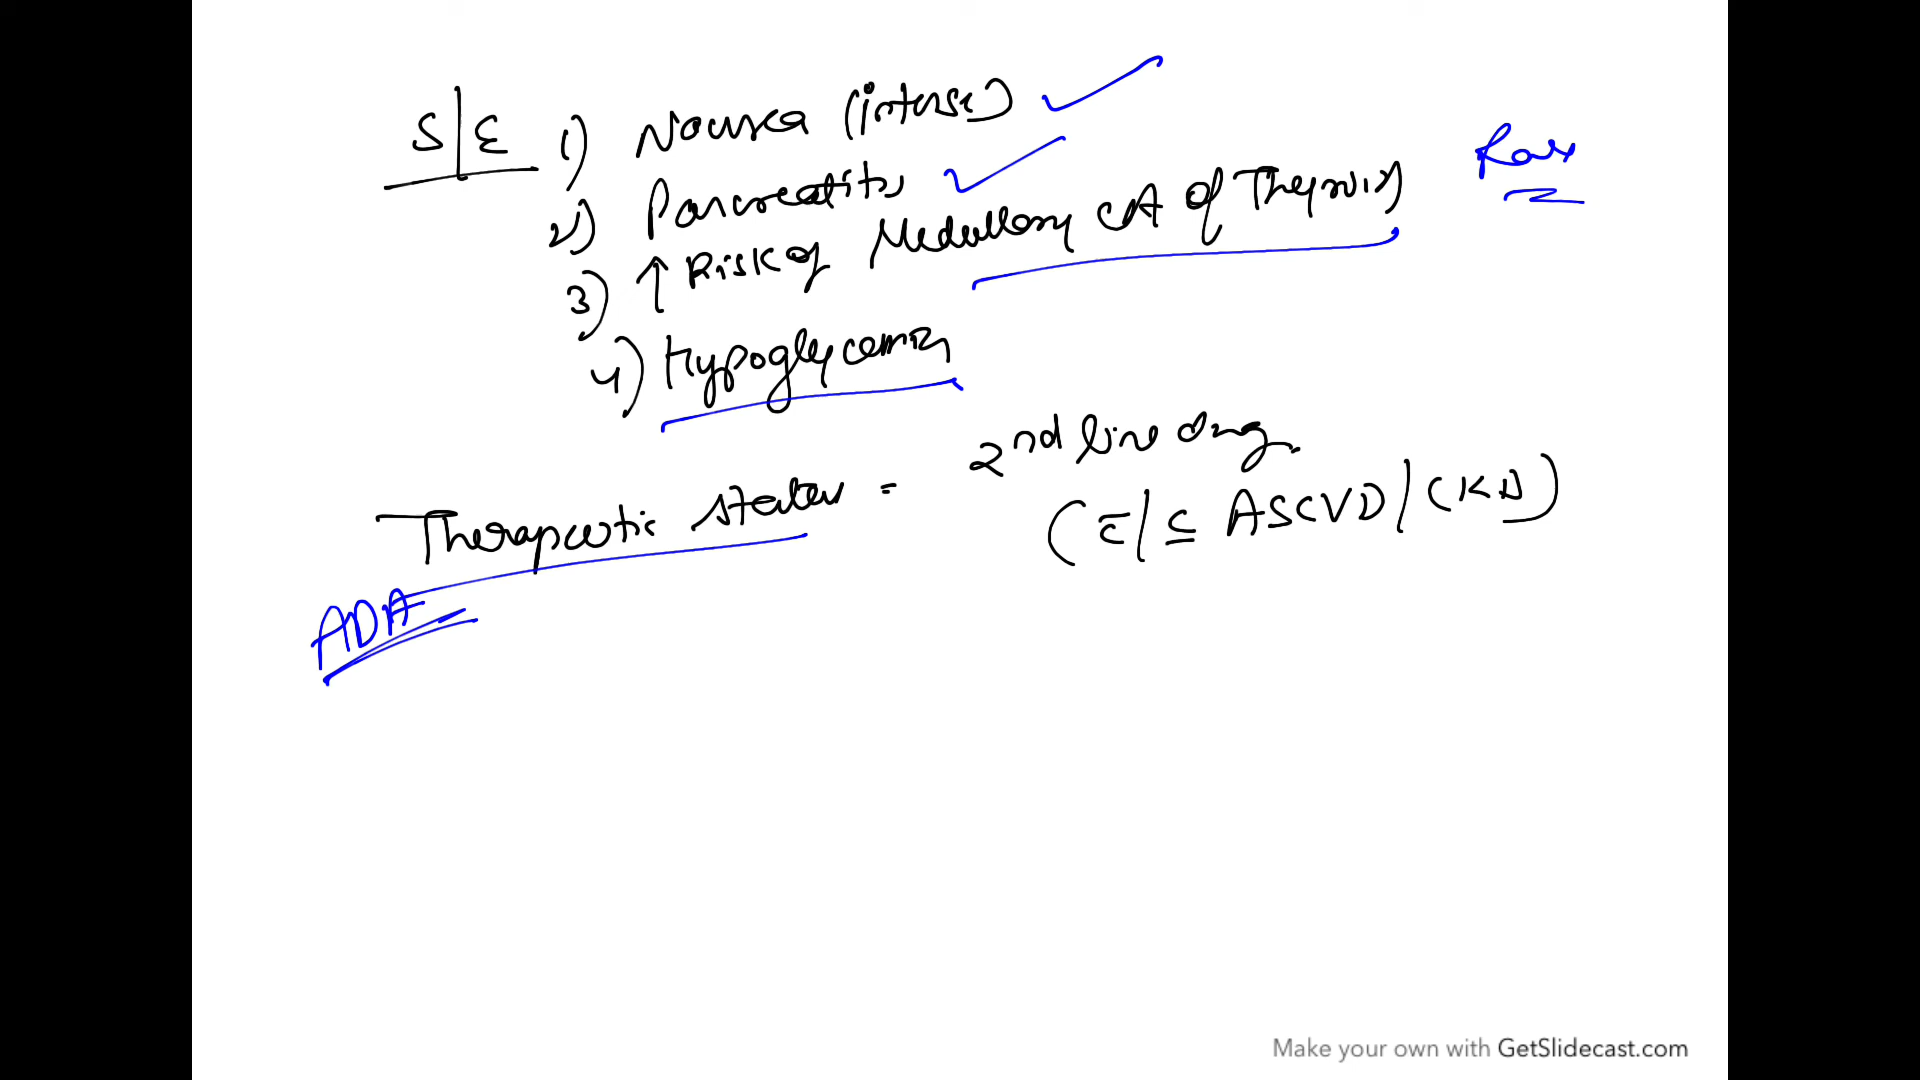 S/E 1) Nausea (intense)
2) Pancreatitis
3) ↑ Risk of Medullary CA of Thyroid
Rare
4) Hypoglycemia
Therapeutic status = 2nd line drug
(c̄/s̲ ASCVD/CKD)
ADA
Make your own with GetSlidecast.com